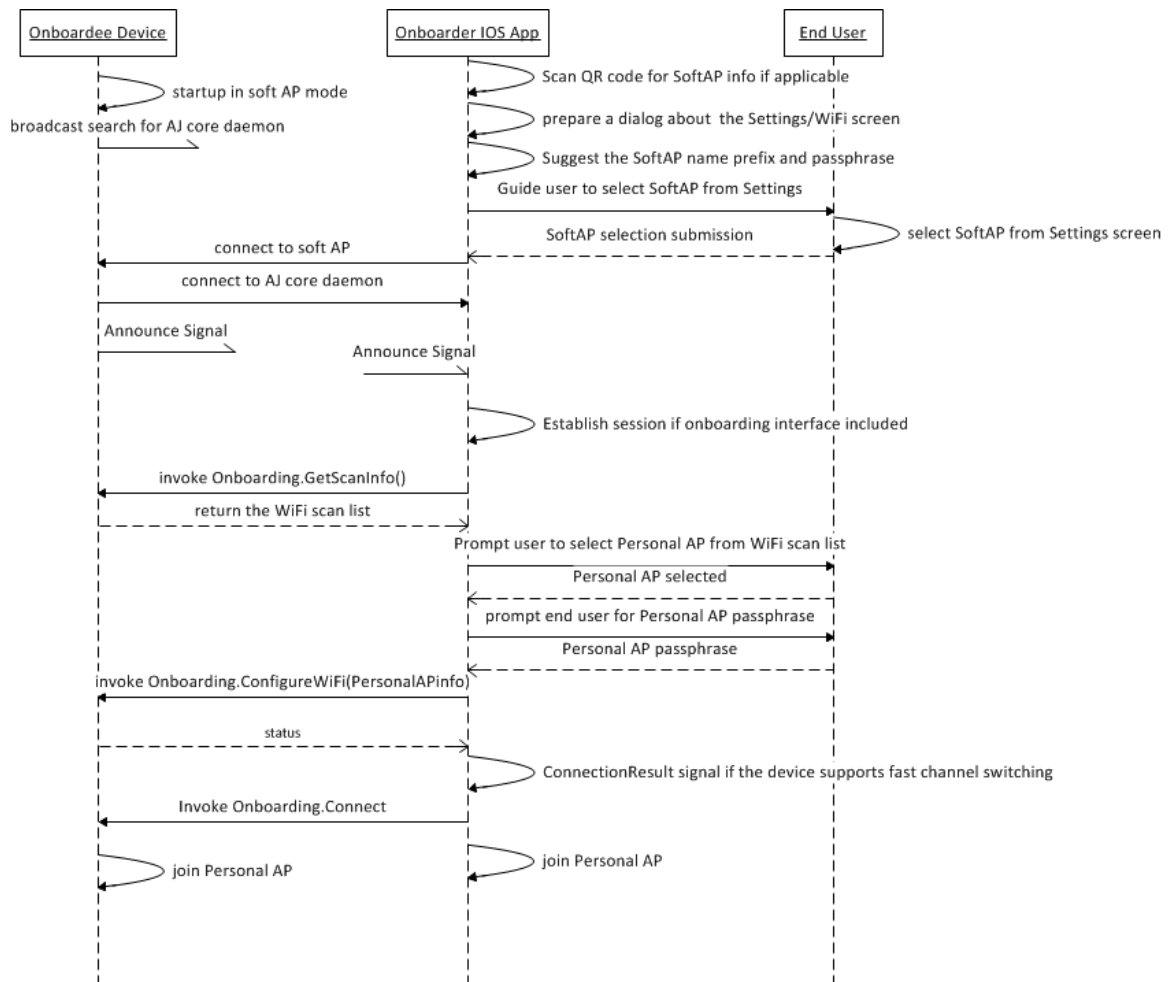 Onboardee Device
Onboarder IOS App
End User
Scan QR code for SoftAP info if applicable
startup in soft AP mode
prepare a dialog about the Settings/WiFi screen
broadcast search for AJ core daemon
Suggest the SoftAP name prefix and passphrase
Guide user to select SoftAP from Settings
SoftAP selection submission
select SoftAP from Settings screen
connect to soft AP
connect to AJ core daemon
Announce Signal
Announce Signal
Establish session if onboarding interface included
invoke Onboarding.GetScanInfo()
return the WiFi scan list
Prompt user to select Personal AP from WiFi scan list
Personal AP selected
prompt end user for Personal AP passphrase
Personal AP passphrase
invoke Onboarding.ConfigureWiFi(PersonalAPinfo)
status
ConnectionResult signal if the device supports fast channel switching
Invoke Onboarding.Connect
join Personal AP
join Personal AP